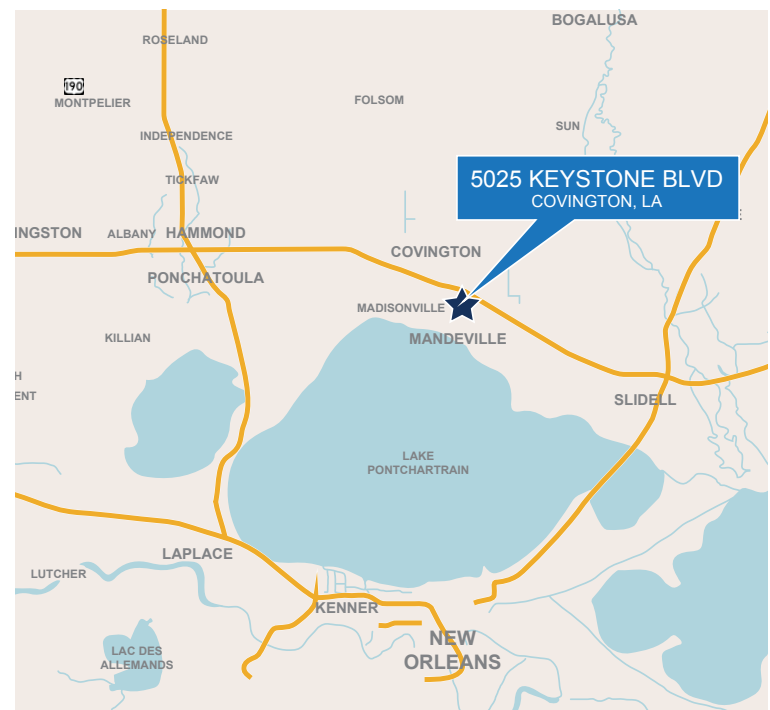 BOGALUSA
ROSELAND
190
MONTPELIER
FOLSOM
SUN
INDEPENDENCE
TICKFAW
5025 KEYSTONE BLVD
COVINGTON, LA
INGSTON
ALBANY
HAMMOND
COVINGTON
PONCHATOULA
MADISONVILLE
KILLIAN
MANDEVILLE
H
ENT
SLIDELL
LAKE
PONTCHARTRAIN
LAPLACE
LUTCHER
KENNER
NEW
ORLEANS
LAC DES
ALLEMANDS